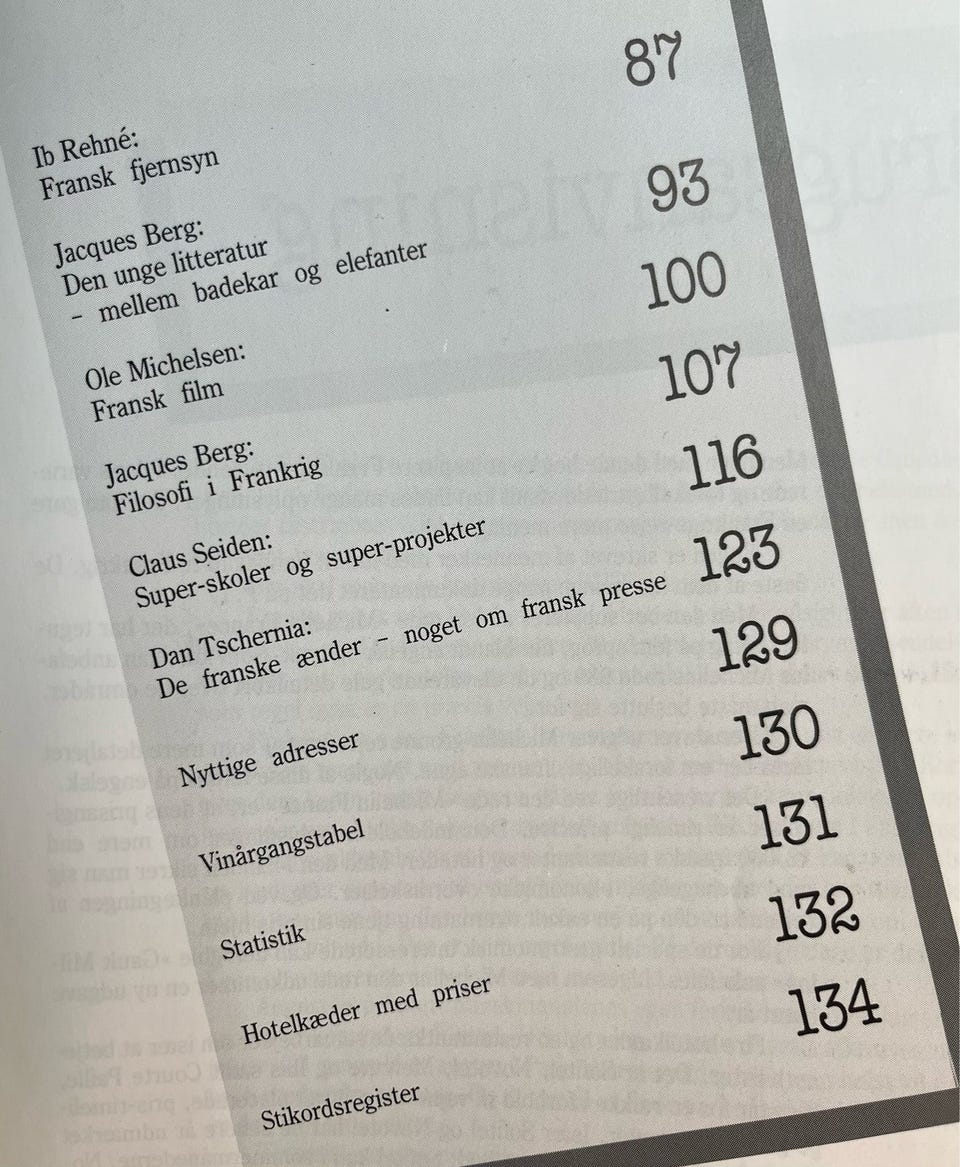 Ib Rehné:
Fransk fjernsyn 87
Jacques Berg:
Den unge litteratur
– mellem badekar og elefanter 93
Ole Michelsen:
Fransk film 100
Jacques Berg:
Filosofi i Frankrig 107
Claus Seiden:
Super-skoler og super-projekter 116
Dan Tschernia:
De franske ænder – noget om fransk presse 123
Nyttige adresser 129
Vinårgangstabel 130
Statistik 131
Hotelkæder med priser 132
Stikordsregister 134